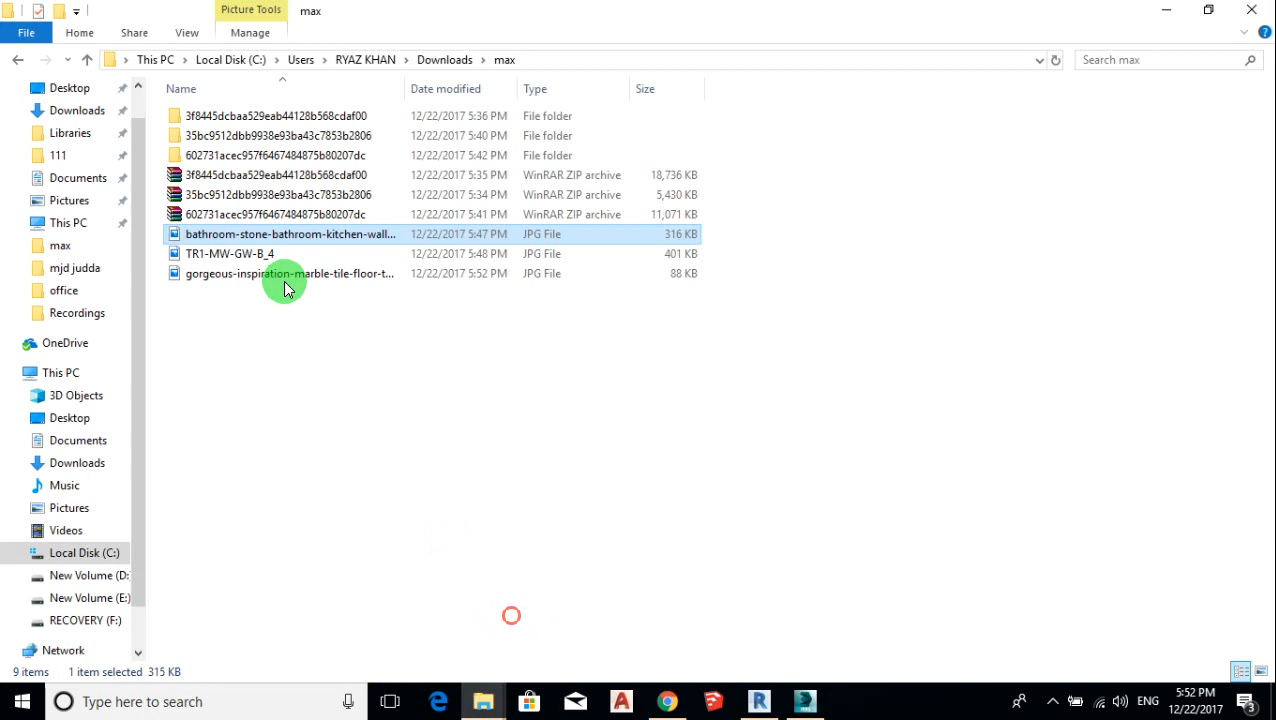 Picture Tools
max
File
Home
Share
View
Manage
This PC
Local Disk (C:)
Users
RYAZ KHAN
Downloads
max
Search max
Name
Date modified
Type
Size
3f8445dcbaa529eab44128b568cdaf00
12/22/2017 5:36 PM
File folder
35bc9512dbb9938e93ba43c7853b2806
12/22/2017 5:40 PM
File folder
602731acec957f6467484875b80207dc
12/22/2017 5:42 PM
File folder
3f8445dcbaa529eab44128b568cdaf00
12/22/2017 5:35 PM
WinRAR ZIP archive
18,736 KB
35bc9512dbb9938e93ba43c7853b2806
12/22/2017 5:34 PM
WinRAR ZIP archive
5,430 KB
602731acec957f6467484875b80207dc
12/22/2017 5:41 PM
WinRAR ZIP archive
11,071 KB
bathroom-stone-bathroom-kitchen-wall...
12/22/2017 5:47 PM
JPG File
316 KB
TR1-MW-GW-B_4
12/22/2017 5:48 PM
JPG File
401 KB
gorgeous-inspiration-marble-tile-floor-t...
12/22/2017 5:52 PM
JPG File
88 KB
Desktop
Downloads
Libraries
111
Documents
Pictures
This PC
max
mjd judda
office
Recordings
OneDrive
This PC
3D Objects
Desktop
Documents
Downloads
Music
Pictures
Videos
Local Disk (C:)
New Volume (D:
New Volume (E:)
RECOVERY (F:)
Network
9 items
1 item selected 315 KB
Type here to search
ENG
5:52 PM
12/22/2017
3